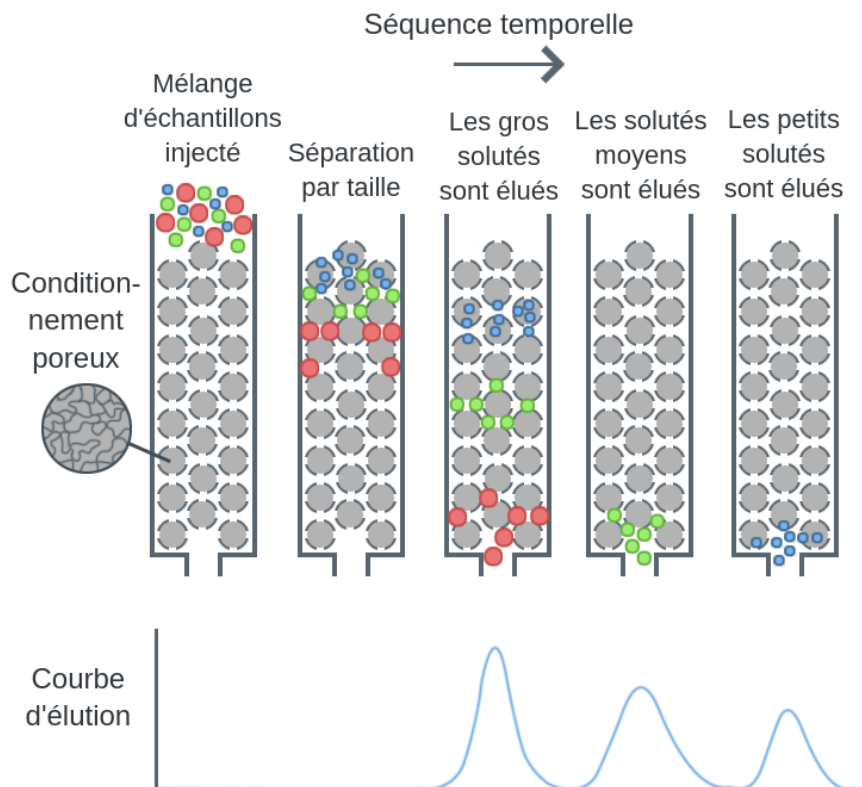 Séquence temporelle
Mélange
d'échantillons
injecté
Séparation
par taille
Les gros
solutés
sont élués
Les solutés
moyens
sont élués
Les petits
solutés
sont élués
Condition-
nement
poreux
Courbe
d'élution